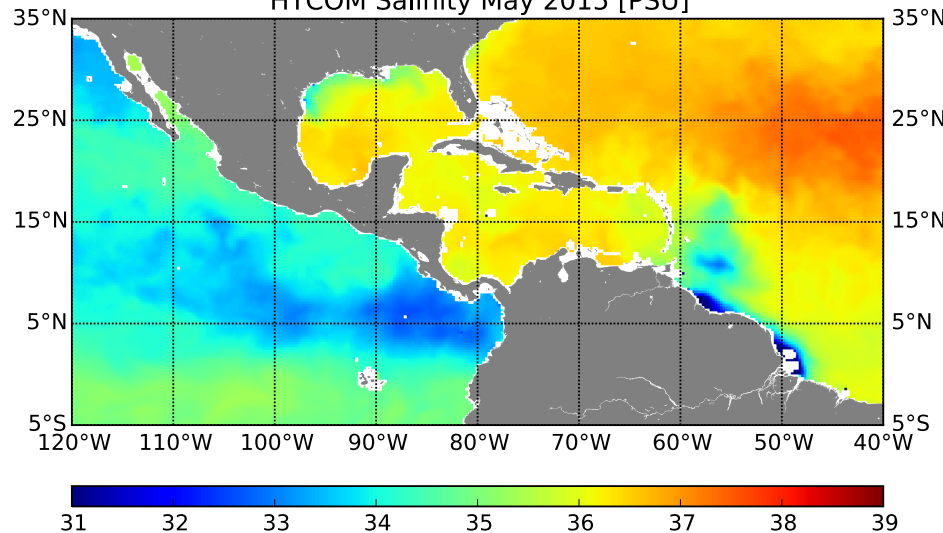 HYCOM Salinity May 2015 [PSU]
35°N 35°N
25°N 25°N
15°N 15°N
5°N 5°N
5°S 5°S
120°W 110°W 100°W 90°W 80°W 70°W 60°W 50°W 40°W
31 32 33 34 35 36 37 38 39